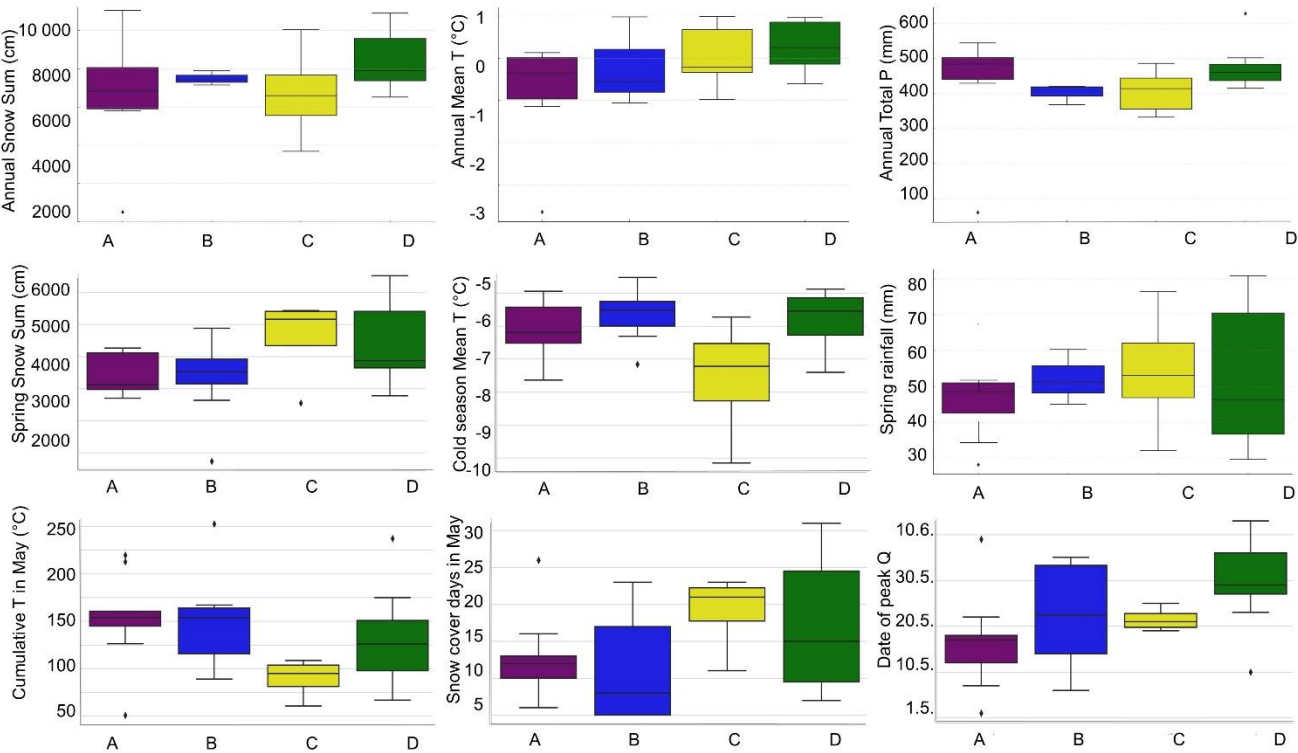 Annual Snow Sum (cm)
10 000
8000
6000
4000
2000
A B C D
Annual Mean T (°C)
1
0
-1
-2
-3
A B C D
Annual Total P (mm)
600
500
400
300
200
100
A B C D
Spring Snow Sum (cm)
6000
5000
4000
3000
2000
A B C D
Cold season Mean T (°C)
-5
-6
-7
-8
-9
-10
A B C D
Spring rainfall (mm)
80
70
60
50
40
30
A B C D
Cumulative T in May (°C)
250
200
150
100
50
A B C D
Snow cover days in May
30
25
20
15
10
5
A B C D
Date of peak Q
10.6.
30.5.
20.5.
10.5.
1.5.
A B C D